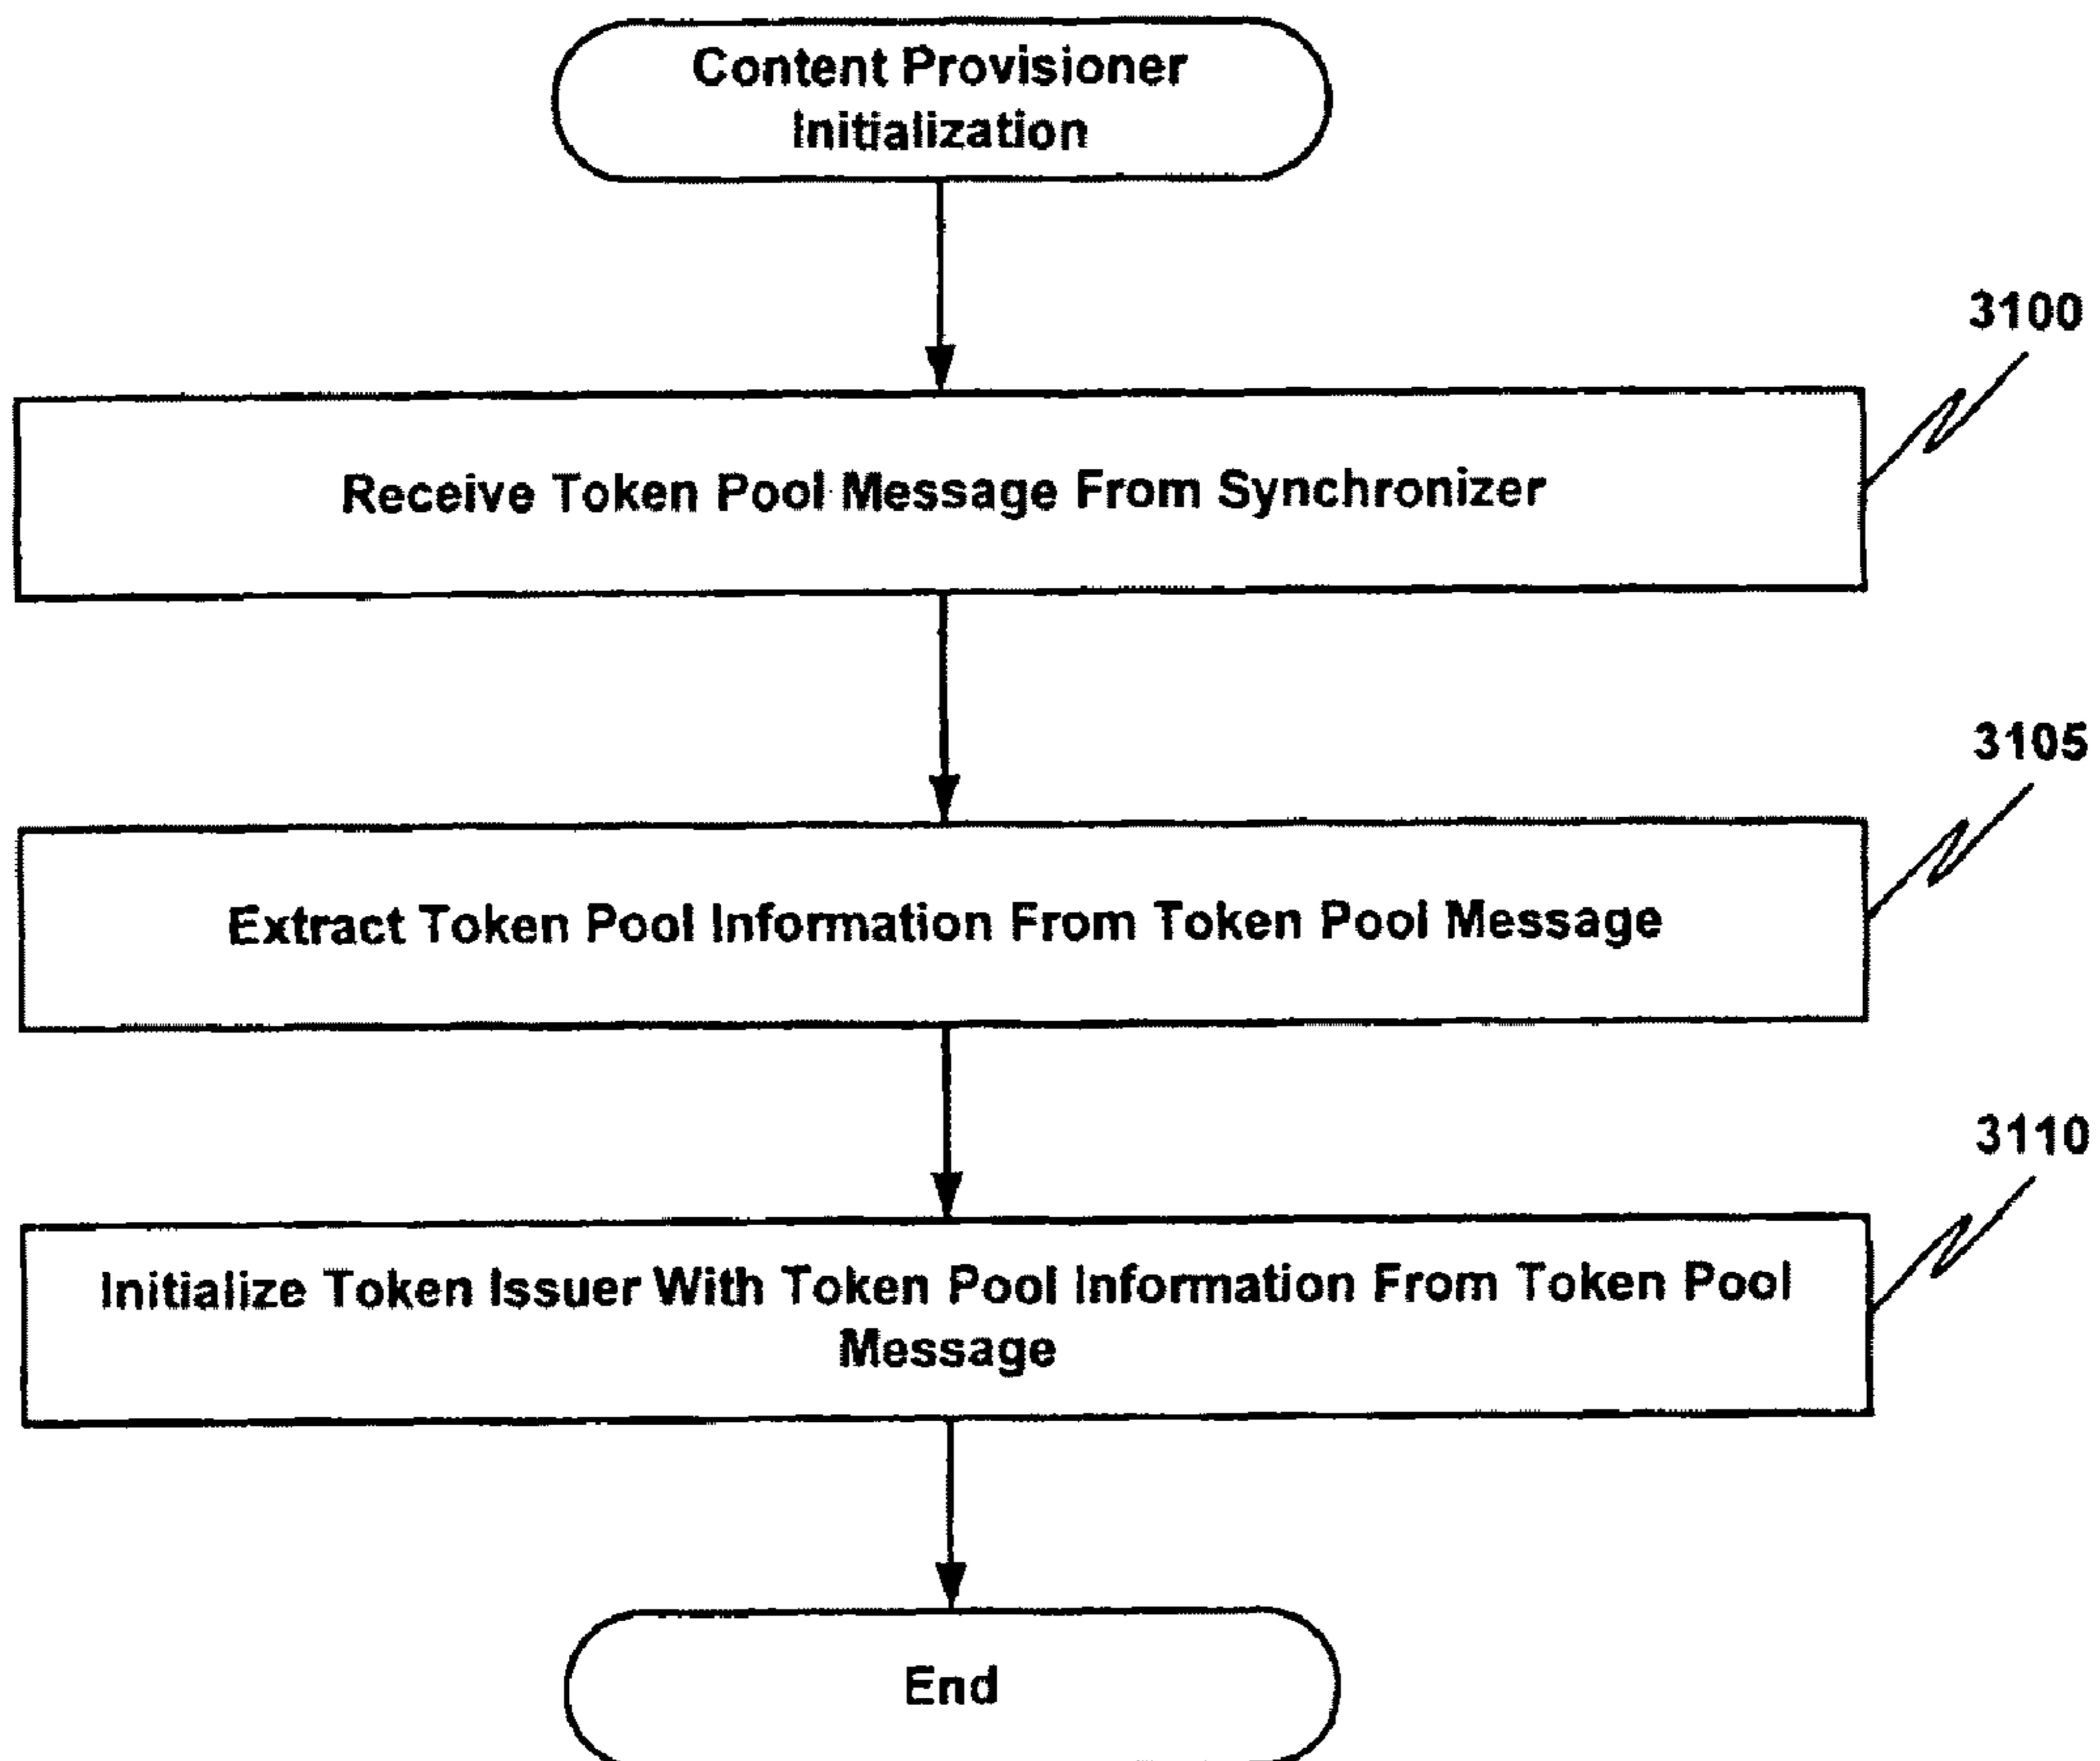 Content Provisioner
Initialization
3100
Receive Token Pool Message From Synchronizer
3105
Extract Token Pool Information From Token Pool Message
3110
Initialize Token Issuer With Token Pool Information From Token Pool
Message
End